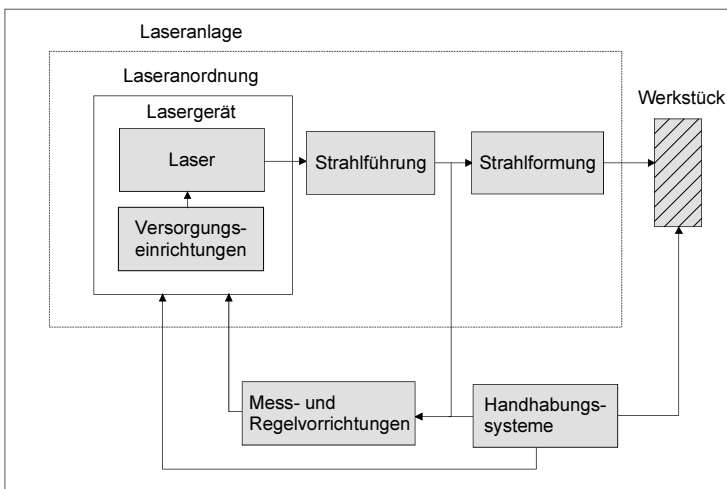 Laseranlage
Laseranordnung
Lasergerät
Werkstück
Laser
Strahlführung
Strahlformung
Versorgungs-
einrichtungen
Mess- und
Regelvorrichtungen
Handhabungs-
systeme